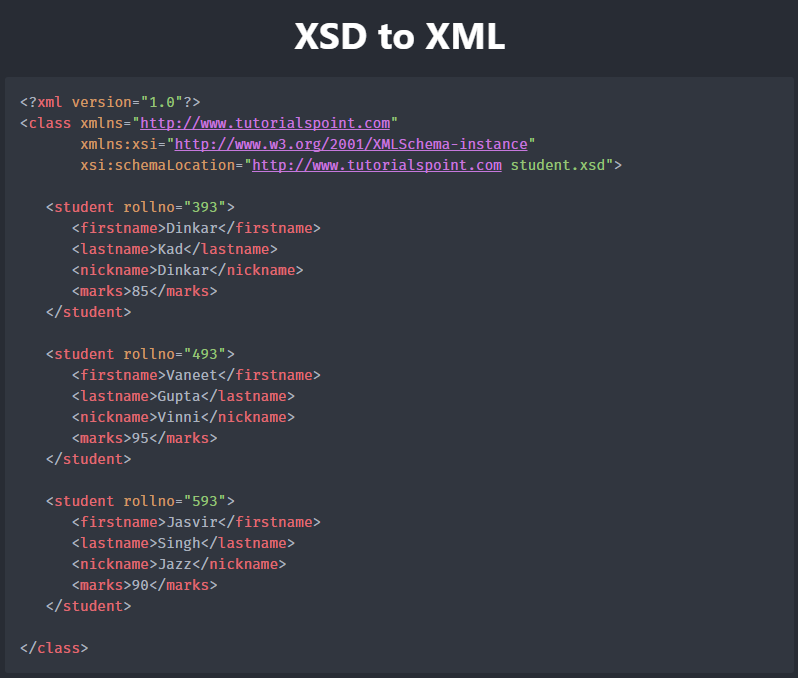 XSD to XML
<?xml version="1.0"?>
<class xmlns="http://www.tutorialspoint.com"
       xmlns:xsi="http://www.w3.org/2001/XMLSchema-instance"
       xsi:schemaLocation="http://www.tutorialspoint.com student.xsd">
   <student rollno="393">
      <firstname>Dinkar</firstname>
      <lastname>Kad</lastname>
      <nickname>Dinkar</nickname>
      <marks>85</marks>
   </student>
   <student rollno="493">
      <firstname>Vaneet</firstname>
      <lastname>Gupta</lastname>
      <nickname>Vinni</nickname>
      <marks>95</marks>
   </student>
   <student rollno="593">
      <firstname>Jasvir</firstname>
      <lastname>Singh</lastname>
      <nickname>Jazz</nickname>
      <marks>90</marks>
   </student>
</class>